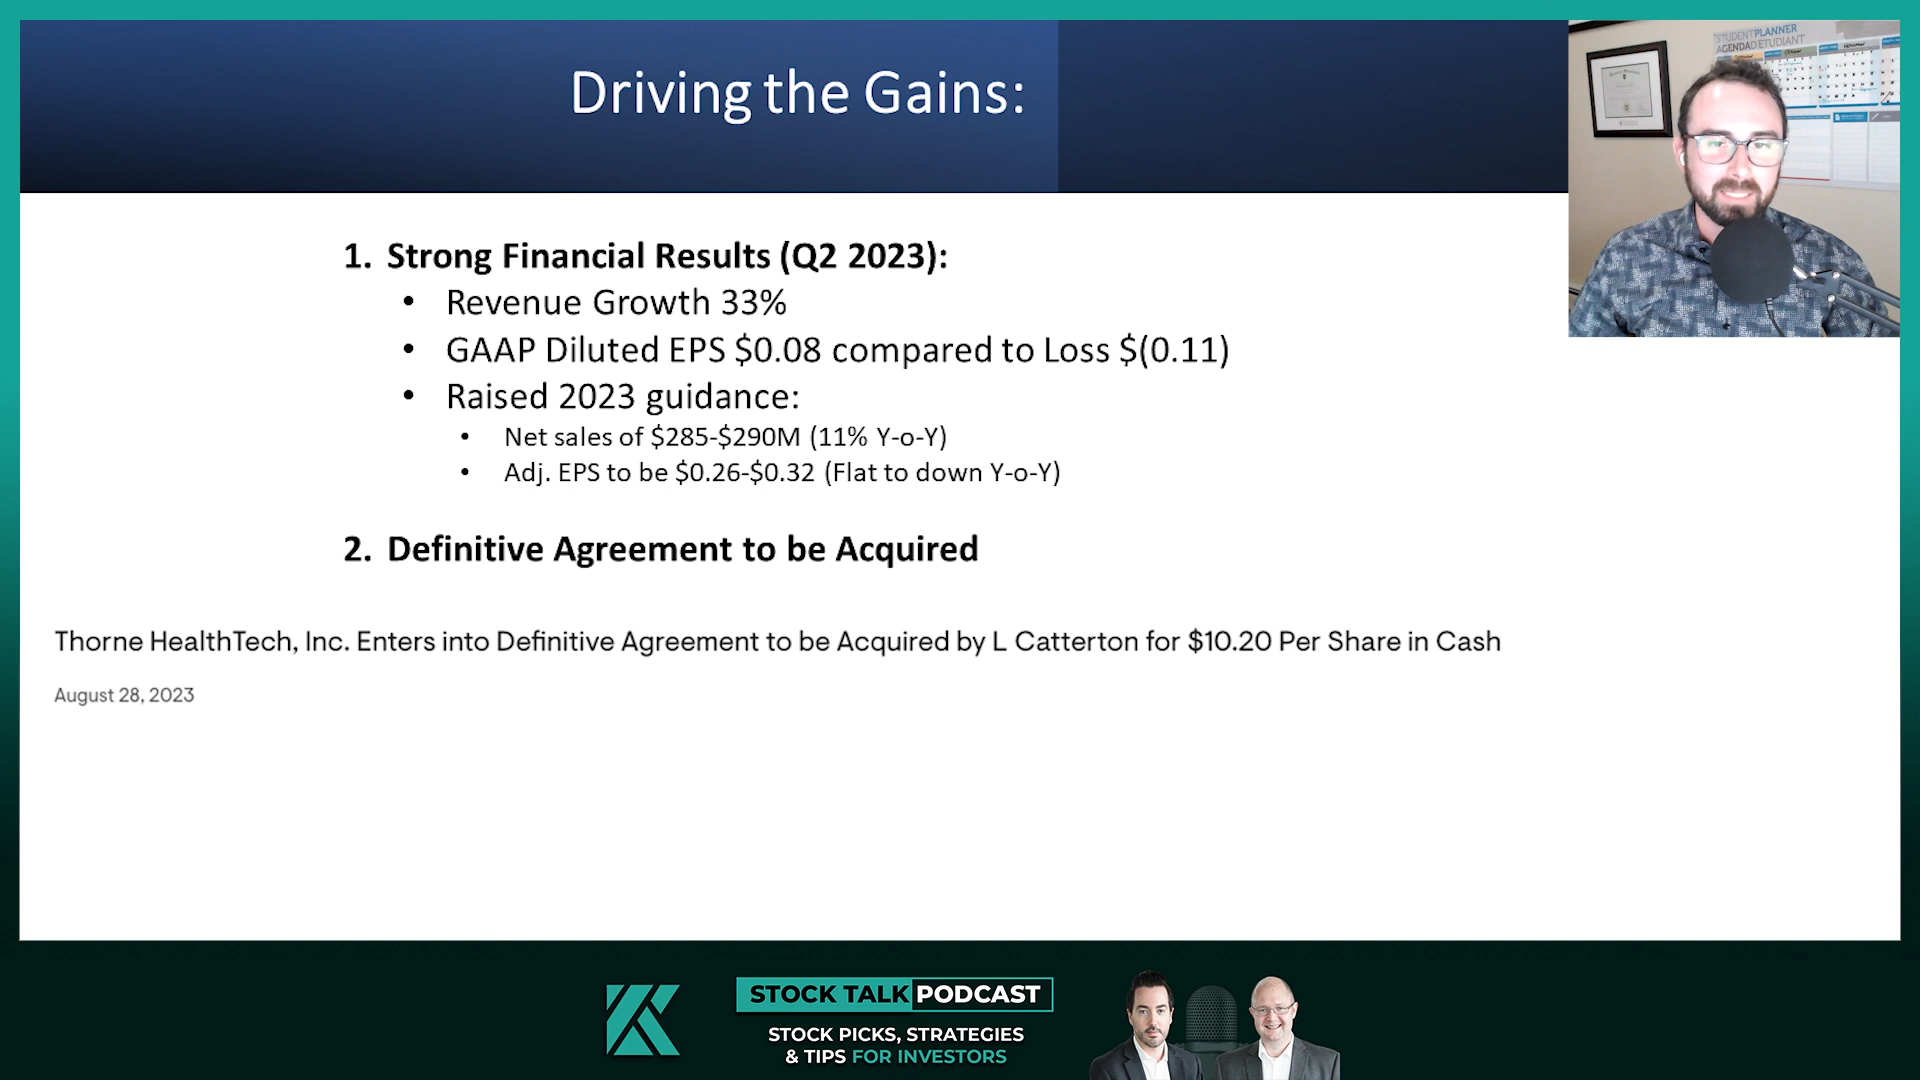 Driving the Gains:
STUDENTPLANNER
AGENDAD'ETUDIANT
1. Strong Financial Results (Q2 2023):
• Revenue Growth 33%
• GAAP Diluted EPS $0.08 compared to Loss $(0.11)
• Raised 2023 guidance:
• Net sales of $285-$290M (11% Y-o-Y)
• Adj. EPS to be $0.26-$0.32 (Flat to down Y-o-Y)
2. Definitive Agreement to be Acquired
Thorne HealthTech, Inc. Enters into Definitive Agreement to be Acquired by L Catterton for $10.20 Per Share in Cash
August 28, 2023
STOCK TALK PODCAST
STOCK PICKS, STRATEGIES
& TIPS FOR INVESTORS